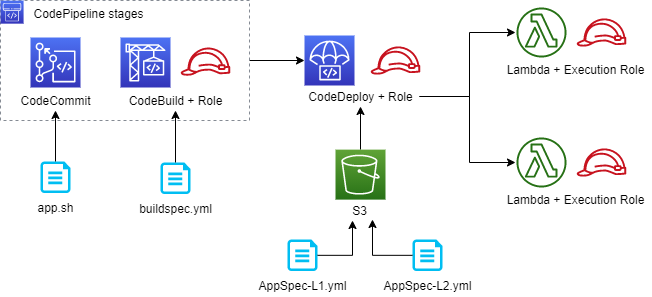 CodePipeline stages
CodeCommit
CodeBuild + Role
CodeDeploy + Role
Lambda + Execution Role
Lambda + Execution Role
app.sh
buildspec.yml
S3
AppSpec-L1.yml
AppSpec-L2.yml